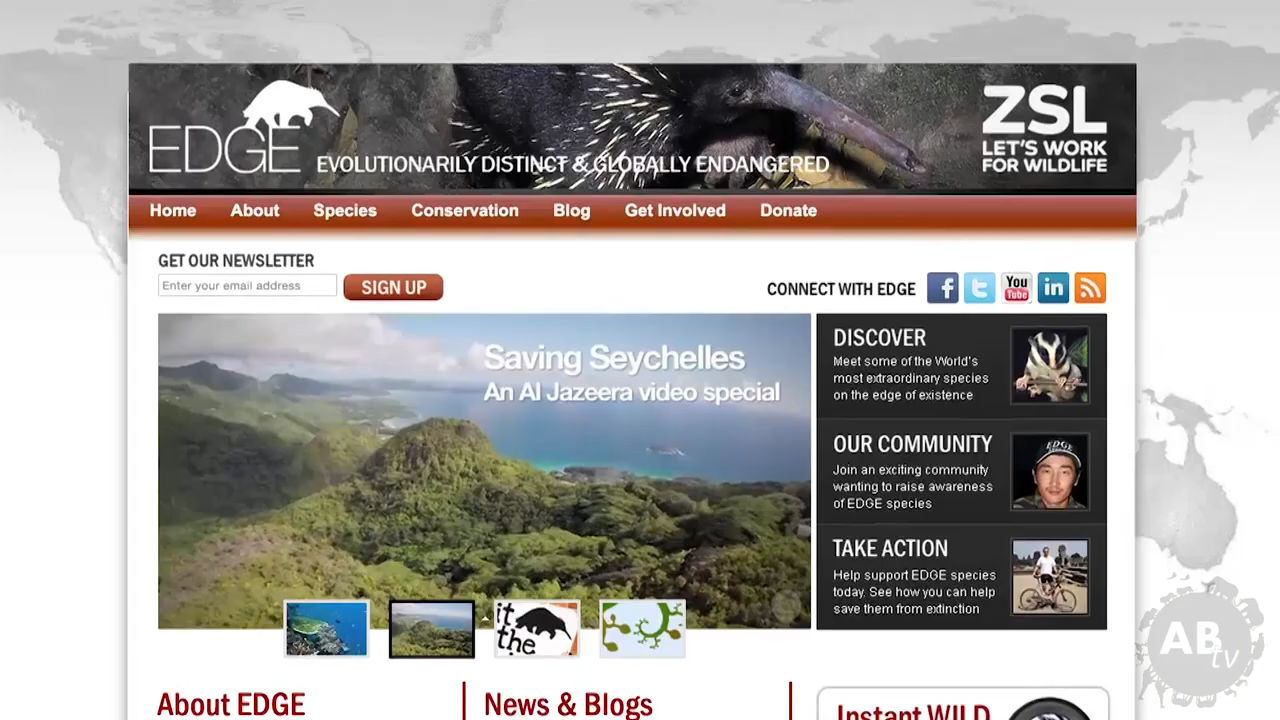 EDGE
EVOLUTIONARILY DISTINCT & GLOBALLY ENDANGERED
ZSL
LET'S WORK
FOR WILDLIFE
Home About Species Conservation Blog Get Involved Donate
GET OUR NEWSLETTER
Enter your email address
SIGN UP
CONNECT WITH EDGE
f
t
You
Tube
in
Saving Seychelles
An Al Jazeera video special
DISCOVER
Meet some of the World's
most extraordinary species
on the edge of existence
OUR COMMUNITY
Join an exciting community
wanting to raise awareness
of EDGE species
EDGE
TAKE ACTION
Help support EDGE species
today. See how you can help
save them from extinction
it
the
About EDGE
News & Blogs
Instant WILD
AB
tv